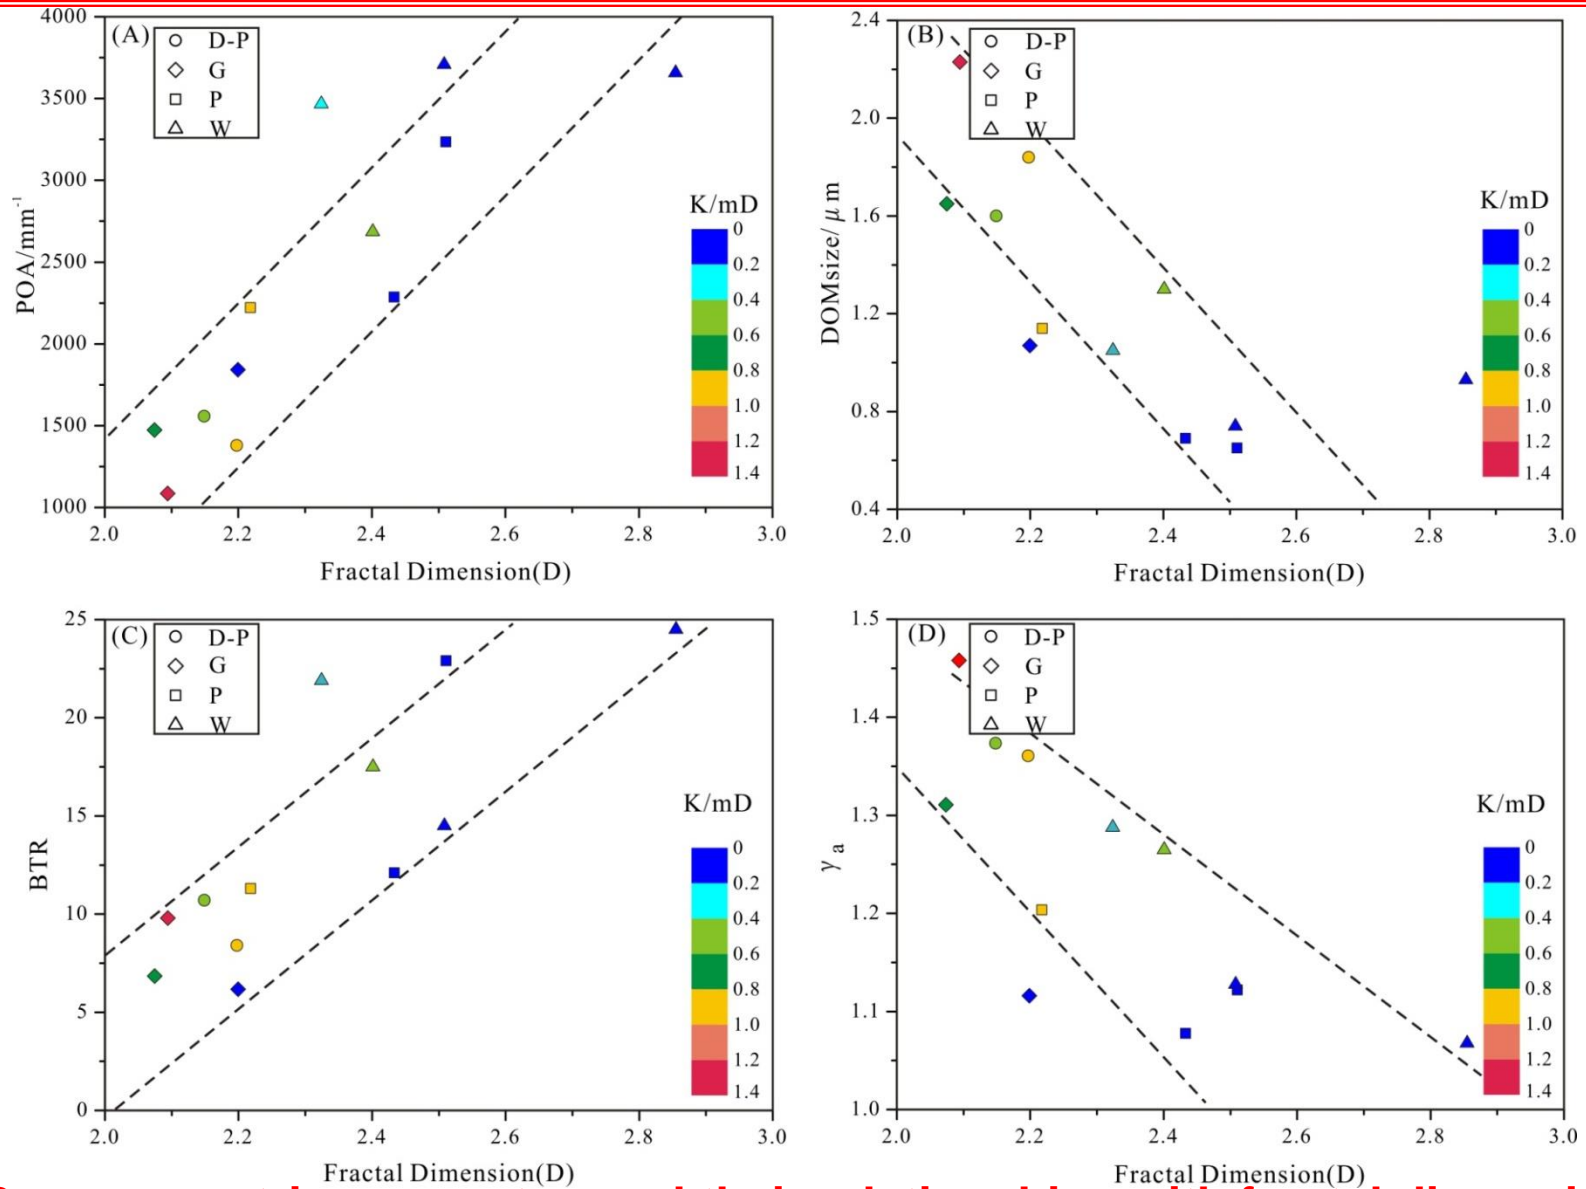 (A)
D-P
G
P
W
4000
3500
3000
2500
2000
1500
1000
POA/mm⁻¹
2.0 2.2 2.4 2.6 2.8 3.0
Fractal Dimension(D)
K/mD
0
0.2
0.4
0.6
0.8
1.0
1.2
1.4
(B)
D-P
G
P
W
2.4
2.0
1.6
1.2
0.8
0.4
DOMsize/μm
2.0 2.2 2.4 2.6 2.8 3.0
Fractal Dimension(D)
K/mD
0
0.2
0.4
0.6
0.8
1.0
1.2
1.4
(C)
D-P
G
P
W
25
20
15
10
5
0
BTR
2.0 2.2 2.4 2.6 2.8 3.0
Fractal Dimension(D)
K/mD
0
0.2
0.4
0.6
0.8
1.0
1.2
1.4
(D)
D-P
G
P
W
1.5
1.4
1.3
1.2
1.1
1.0
γa
2.0 2.2 2.4 2.6 2.8 3.0
Fractal Dimension(D)
K/mD
0
0.2
0.4
0.6
0.8
1.0
1.2
1.4